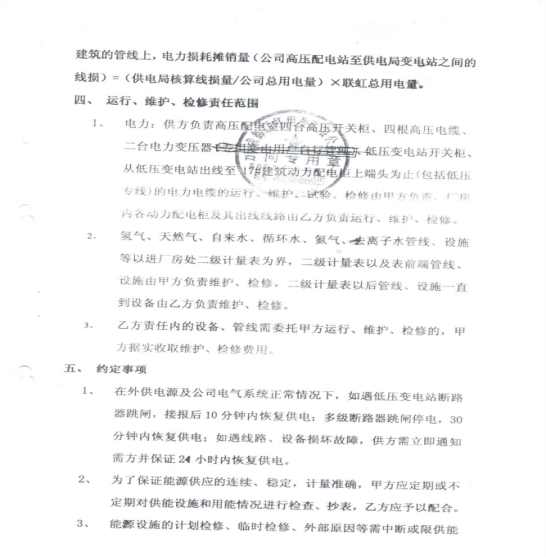 建筑的管线上，电力损耗摊销量（公司高压配电站至供电局变电站之间的
线损）=（供电局核算线损量/公司总用电量）×联虹总用电量。
四、 运行、维护、检修责任范围
1、 电力：供方负责高压配电室四台高压开关柜、四根高压电缆、
二台电力变压器 低压变电站开关柜、
从低压变电站出线至 17#建筑动力配电柜上端头为止(包括低压
专线)的电力电缆的运行、维护、试验、检修由甲方负责。厂房
内各动力配电柜及其出线线路由乙方负责运行、维护、检修。
2、 氢气、天然气、自来水、循环水、氮气、去离子水管线、设施
等以进厂房处二级计量表为界，二级计量表以及表前端管线、
设施由甲方负责维护、检修，二级计量表以后管线、设施一直
到设备由乙方负责维护、检修。
3、 乙方责任内的设备、管线需委托甲方运行、维护、检修的，甲
方据实收取维护、检修费用。
五、 约定事项
1、 在外供电源及公司电气系统正常情况下，如遇低压变电站断路
器跳闸，接报后 10 分钟内恢复供电；多级断路器跳闸停电，30
分钟内恢复供电；如遇线路、设备损坏故障，供方需立即通知
需方并保证 24 小时内恢复供电。
2、 为了保证能源供应的连续、稳定，计量准确，甲方应定期或不
定期对供能设施和用能情况进行检查、抄表，乙方应予以配合。
3、 能源设施的计划检修、临时检修、外部原因等需中断或限供能
合同专用章